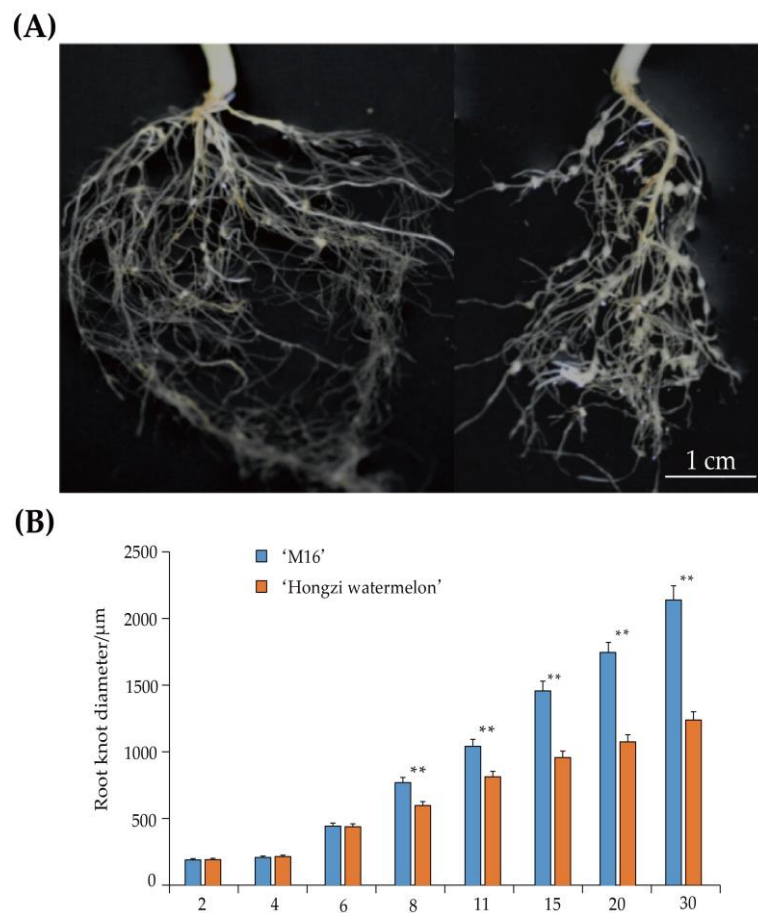 (A)
1 cm
(B)
2500
2000
1500
1000
500
0
Root knot diameter/μm
‘M16’
‘Hongzi watermelon’
**
**
**
**
**
2 4 6 8 11 15 20 30